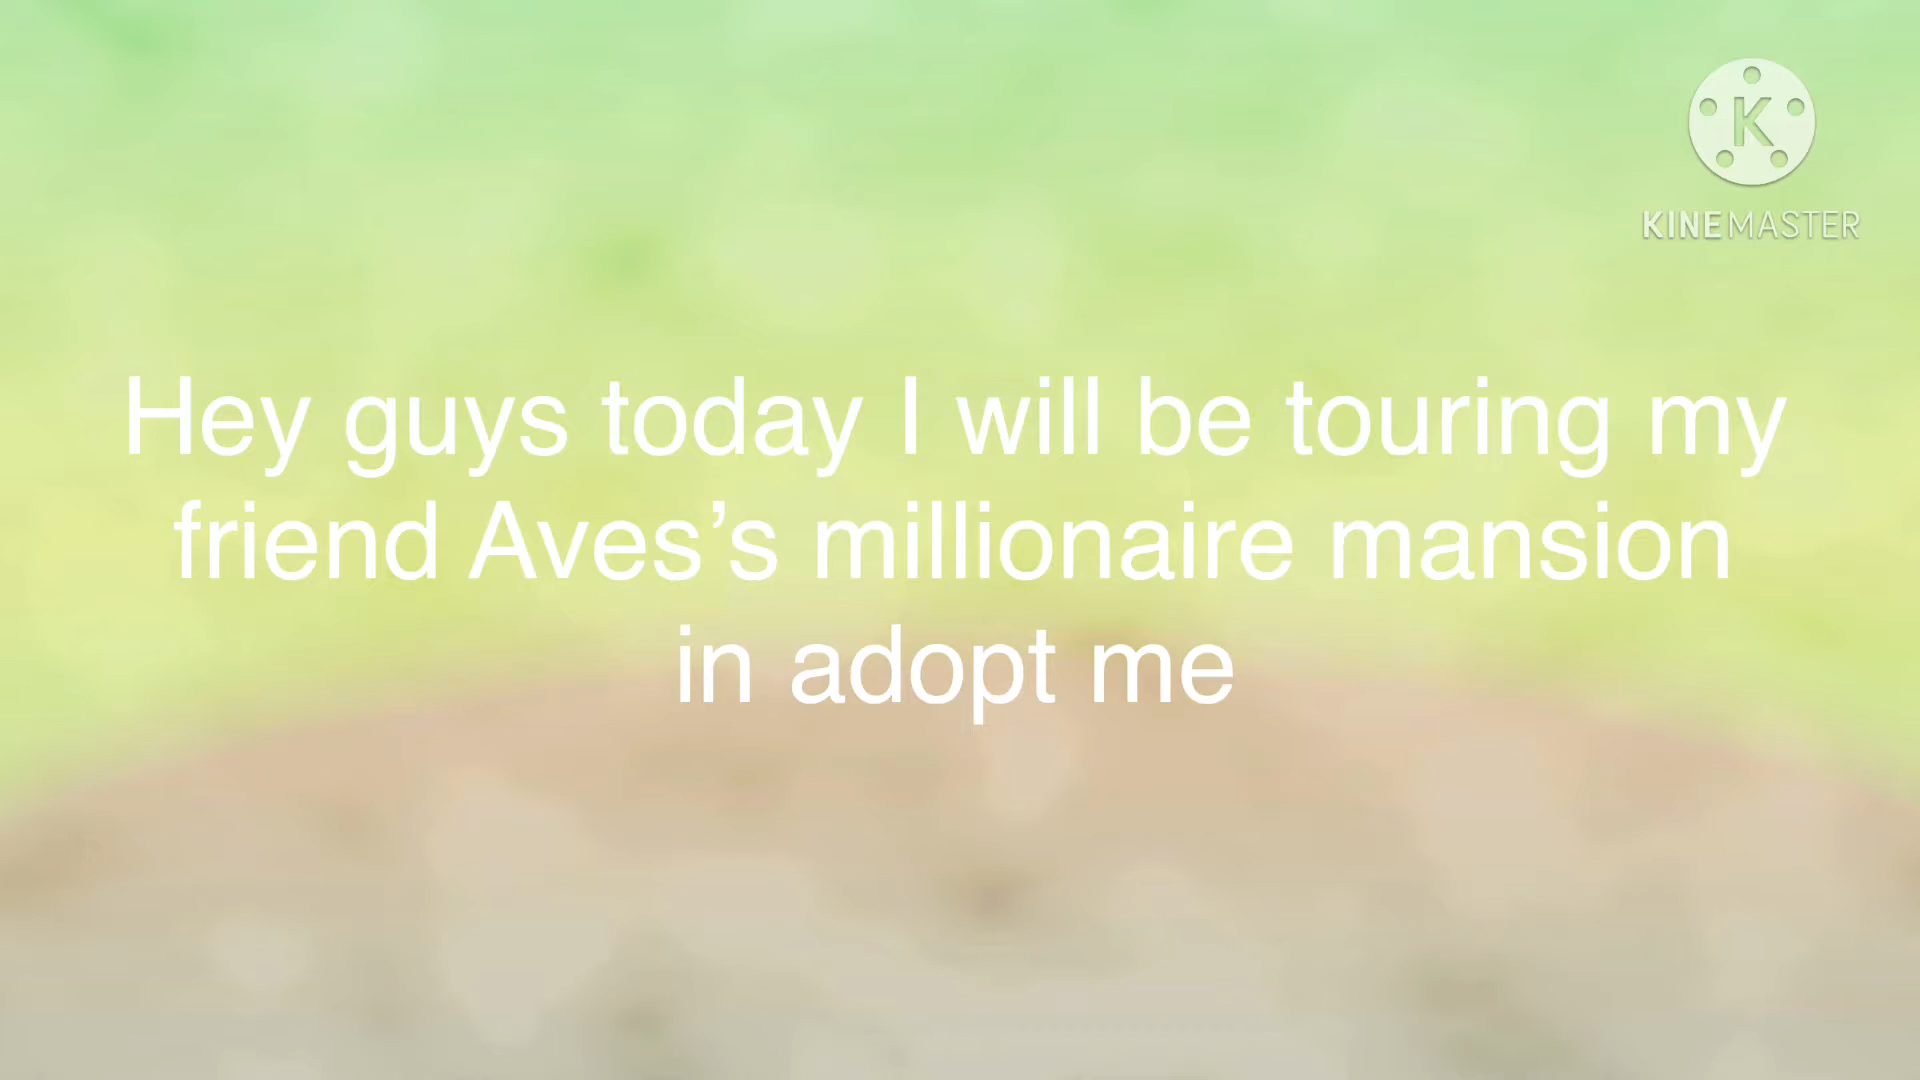 K
KINEMASTER
Hey guys today I will be touring my
friend Aves’s millionaire mansion
in adopt me